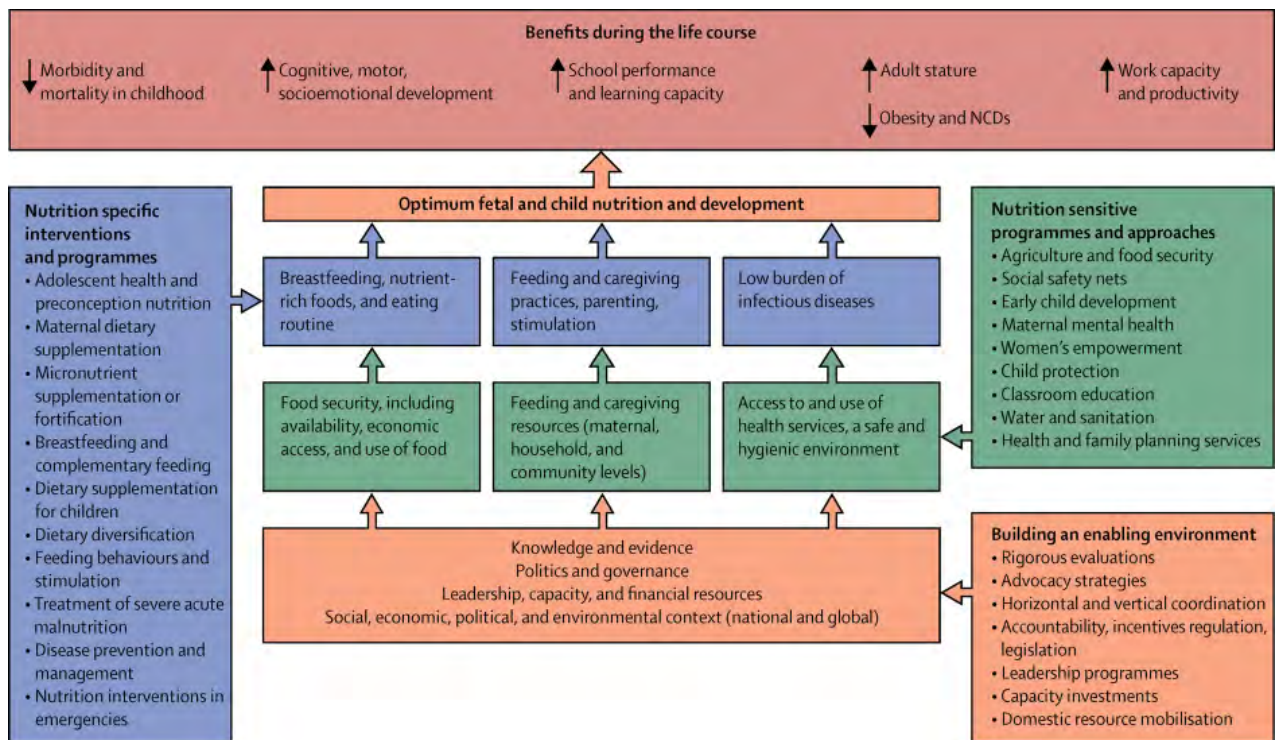 Benefits during the life course
Morbidity and
mortality in childhood
Cognitive, motor,
socioemotional development
School performance
and learning capacity
Adult stature
Obesity and NCDs
Work capacity
and productivity
Optimum fetal and child nutrition and development
Nutrition specific
interventions
and programmes
• Adolescent health and
preconception nutrition
• Maternal dietary
supplementation
• Micronutrient
supplementation or
fortification
• Breastfeeding and
complementary feeding
• Dietary supplementation
for children
• Dietary diversification
• Feeding behaviours and
stimulation
• Treatment of severe acute
malnutrition
• Disease prevention and
management
• Nutrition interventions in
emergencies
Breastfeeding, nutrient-
rich foods, and eating
routine
Feeding and caregiving
practices, parenting,
stimulation
Low burden of
infectious diseases
Food security, including
availability, economic
access, and use of food
Feeding and caregiving
resources (maternal,
household, and
community levels)
Access to and use of
health services, a safe and
hygienic environment
Knowledge and evidence
Politics and governance
Leadership, capacity, and financial resources
Social, economic, political, and environmental context (national and global)
Nutrition sensitive
programmes and approaches
• Agriculture and food security
• Social safety nets
• Early child development
• Maternal mental health
• Women's empowerment
• Child protection
• Classroom education
• Water and sanitation
• Health and family planning services
Building an enabling environment
• Rigorous evaluations
• Advocacy strategies
• Horizontal and vertical coordination
• Accountability, incentives regulation,
legislation
• Leadership programmes
• Capacity investments
• Domestic resource mobilisation